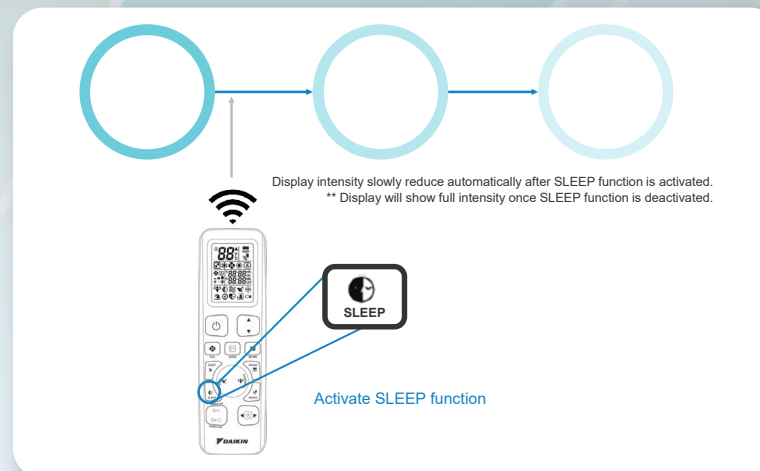 Display intensity slowly reduce automatically after SLEEP function is activated.
** Display will show full intensity once SLEEP function is deactivated.
88
SLEEP
Activate SLEEP function
DAIKIN